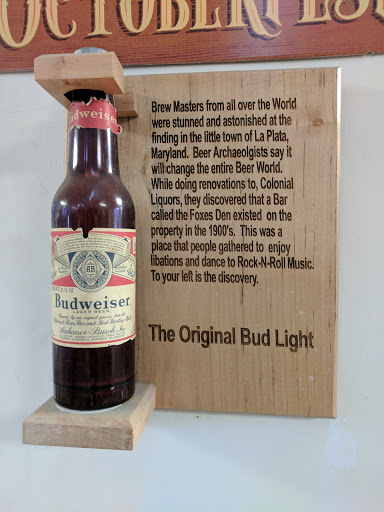 OCTOBERFES
Budweiser
Budweiser
LAGER BEER
Anheuser-Busch, Inc.
Brew Masters from all over the World
were stunned and astonished at the
finding in the little town of La Plata,
Maryland. Beer Archaeolgists say it
will change the entire Beer World.
While doing renovations to, Colonial
Liquors, they discovered that a Bar
called the Foxes Den existed on the
property in the 1900's. This was a
place that people gathered to enjoy
libations and dance to Rock-N-Roll Music.
To your left is the discovery.
The Original Bud Light